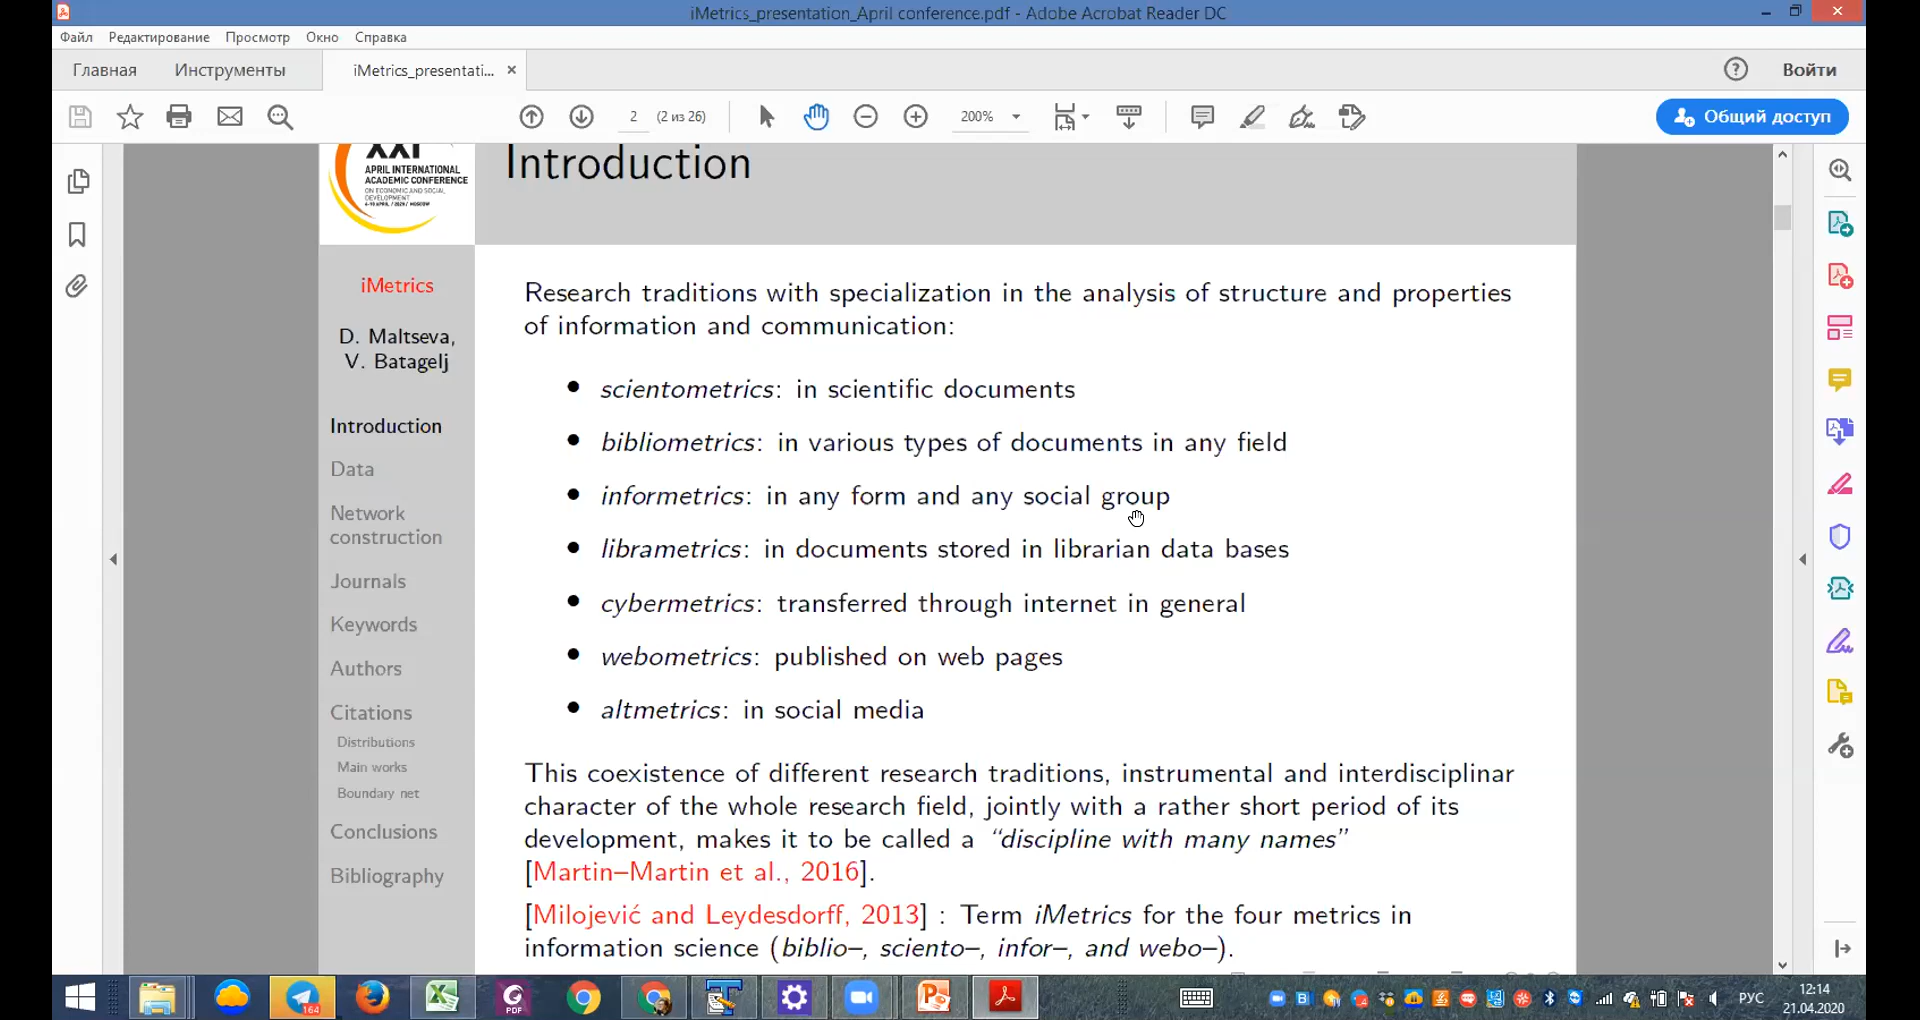 iMetrics_presentation_April conference.pdf - Adobe Acrobat Reader DC
Файл Редактирование Просмотр Окно Справка
Главная Инструменты iMetrics_presentati... × Войти
2 (2 из 26) 200% Общий доступ
XXI
APRIL INTERNATIONAL
ACADEMIC CONFERENCE
ON ECONOMIC AND SOCIAL
DEVELOPMENT
Introduction
iMetrics
D. Maltseva,
V. Batagelj
Introduction
Data
Network
construction
Journals
Keywords
Authors
Citations
Distributions
Main works
Boundary net
Conclusions
Bibliography
Research traditions with specialization in the analysis of structure and properties
of information and communication:
• scientometrics: in scientific documents
• bibliometrics: in various types of documents in any field
• informetrics: in any form and any social group
• librametrics: in documents stored in librarian data bases
• cybermetrics: transferred through internet in general
• webometrics: published on web pages
• altmetrics: in social media
This coexistence of different research traditions, instrumental and interdisciplinar
character of the whole research field, jointly with a rather short period of its
development, makes it to be called a “discipline with many names”
[Martin–Martin et al., 2016].
[Milojević and Leydesdorff, 2013] : Term iMetrics for the four metrics in
information science (biblio–, sciento–, infor–, and webo–).
164
PDF
РУС
12:14
21.04.2020